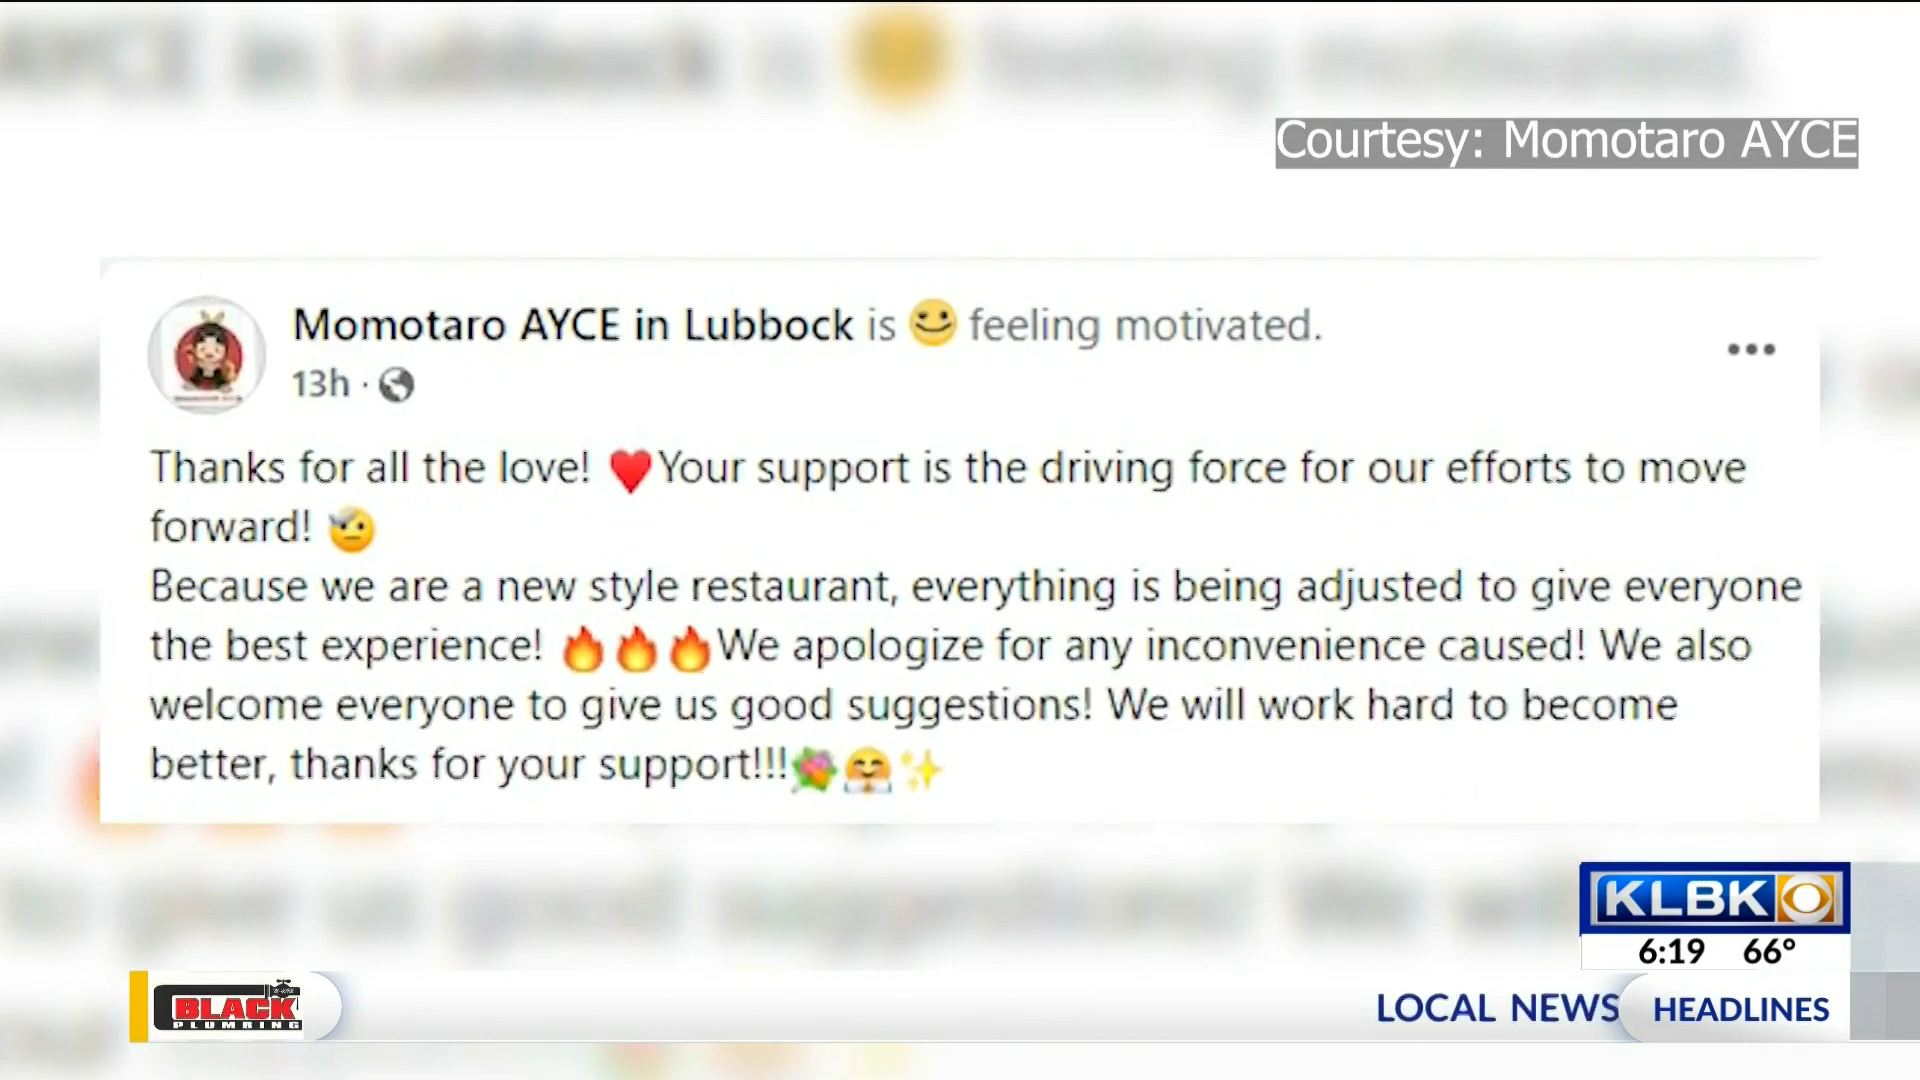 Courtesy: Momotaro AYCE
Momotaro AYCE in Lubbock is 😀 feeling motivated.
13h ·
Thanks for all the love! ❤️Your support is the driving force for our efforts to move
forward! 🤕
Because we are a new style restaurant, everything is being adjusted to give everyone
the best experience! 🔥🔥🔥We apologize for any inconvenience caused! We also
welcome everyone to give us good suggestions! We will work hard to become
better, thanks for your support!!!💐🤗✨
KLBK
6:19 66°
BLACK
PLUMBING
LOCAL NEWS
HEADLINES